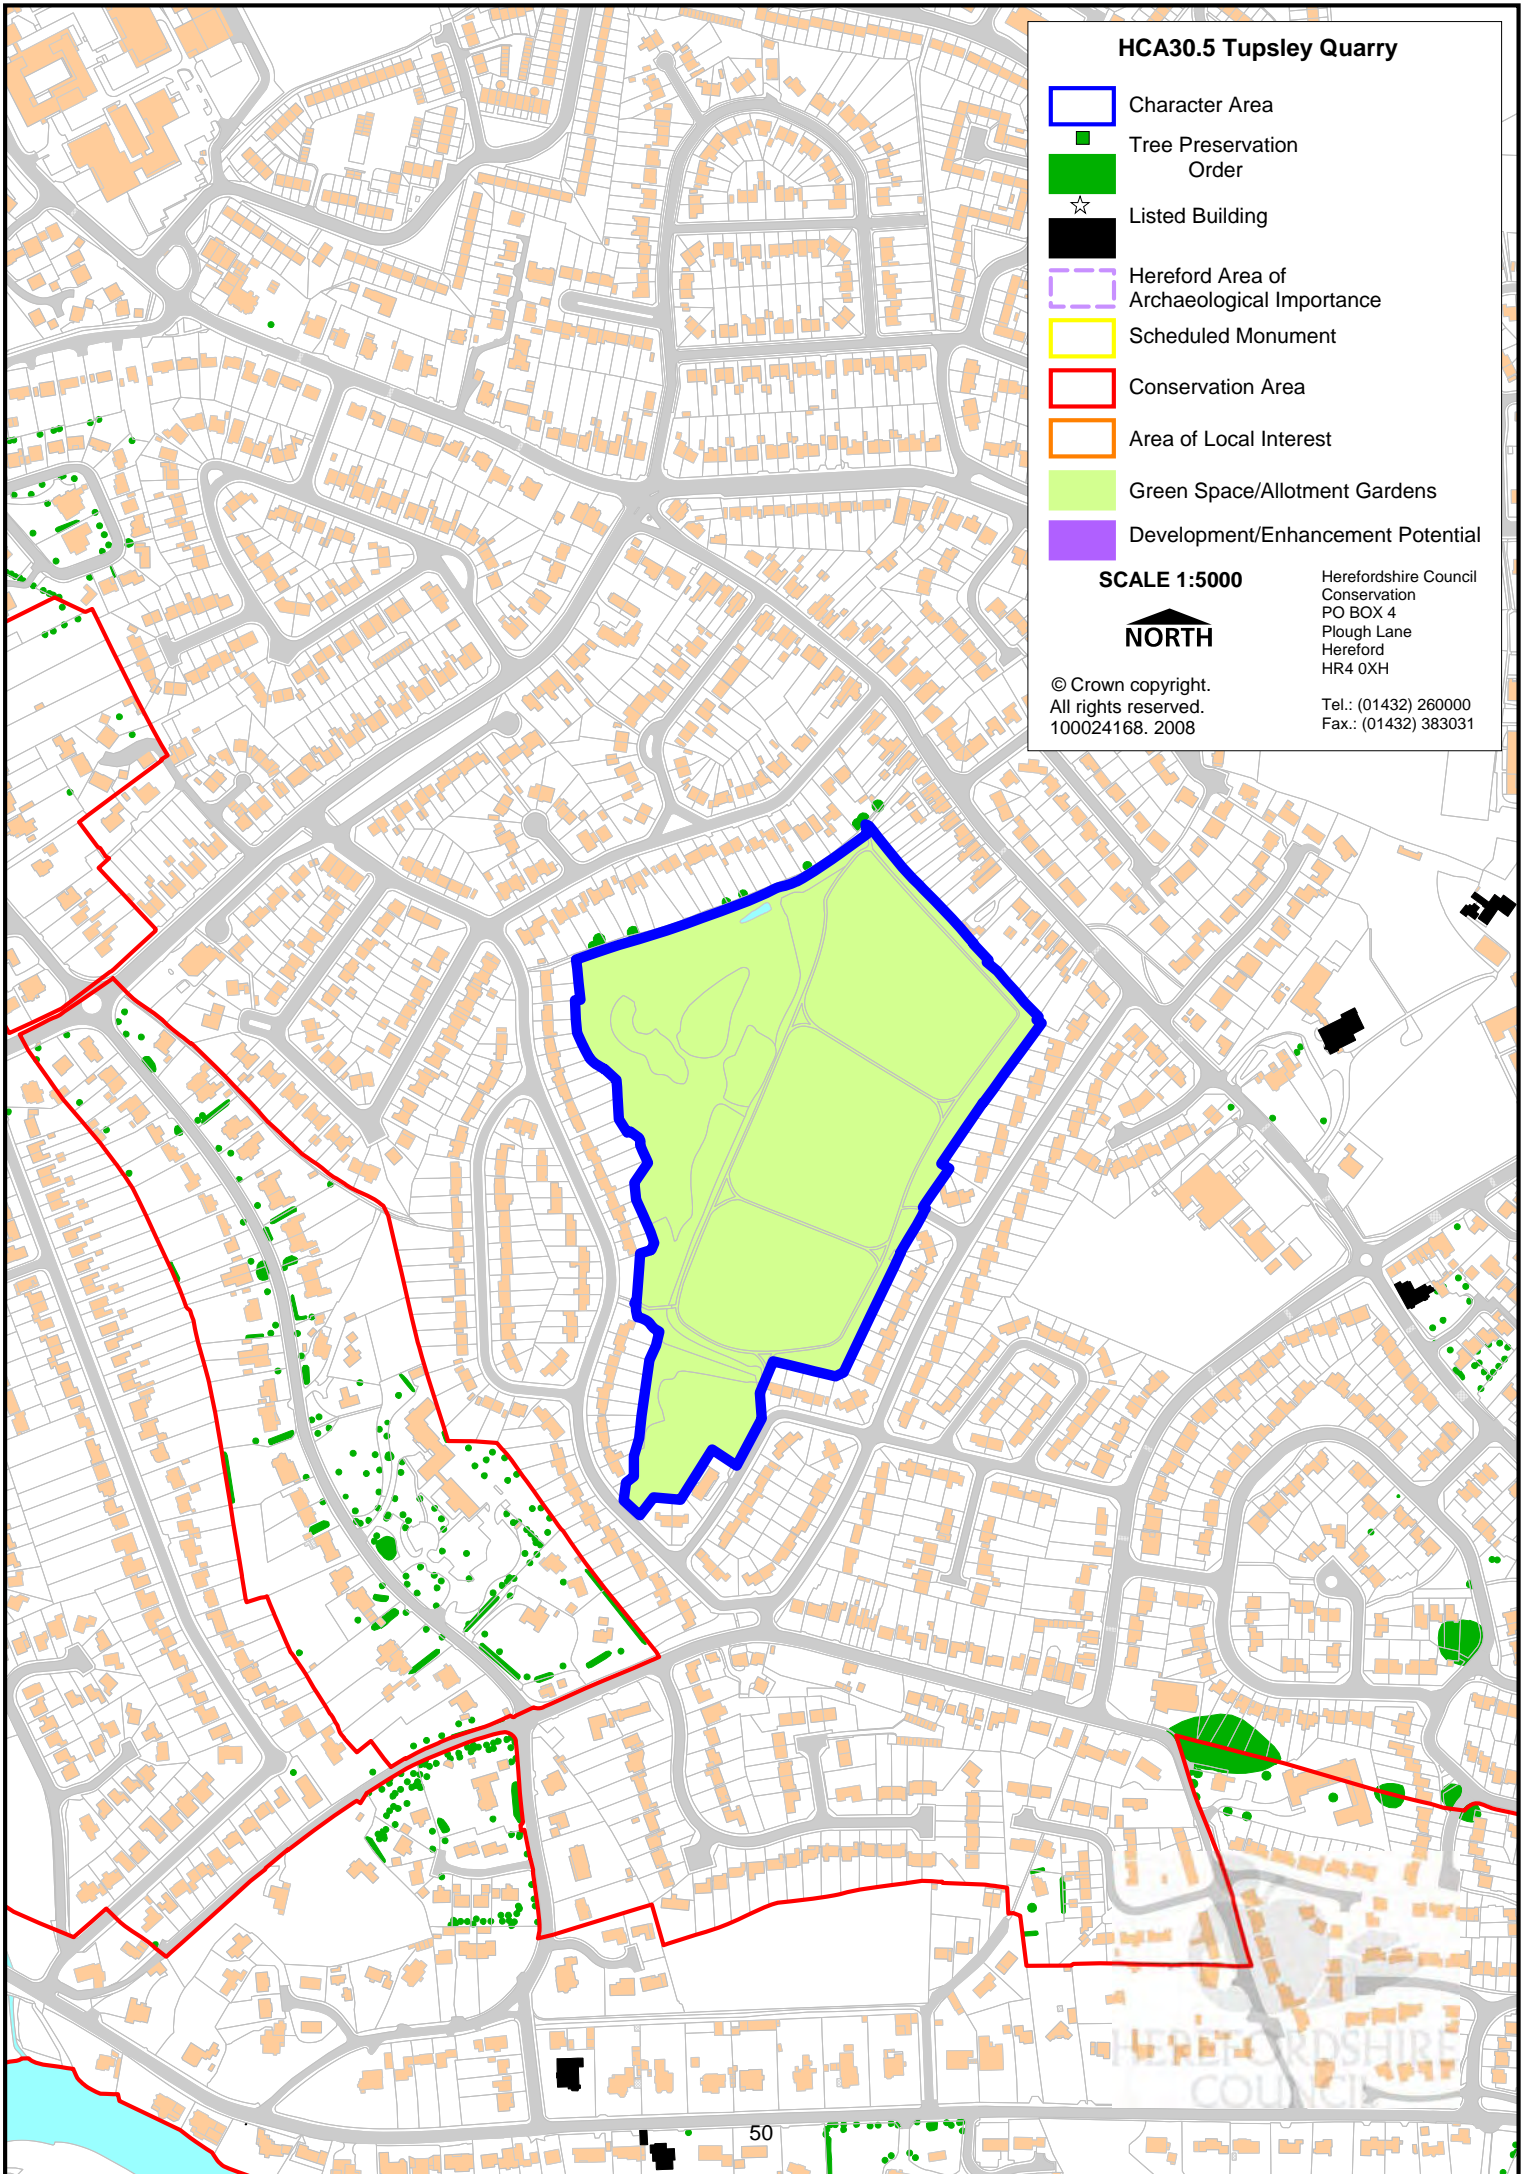 HCA30.5 Tupsley Quarry
Character Area
Tree Preservation
Order
Listed Building
Hereford Area of
Archaeological Importance
Scheduled Monument
Conservation Area
Area of Local Interest
Green Space/Allotment Gardens
Development/Enhancement Potential
SCALE 1:5000
NORTH
© Crown copyright.
All rights reserved.
100024168. 2008
Herefordshire Council
Conservation
PO BOX 4
Plough Lane
Hereford
HR4 0XH
Tel.: (01432) 260000
Fax.: (01432) 383031
HEREFORDSHIRE
COUNCIL
50